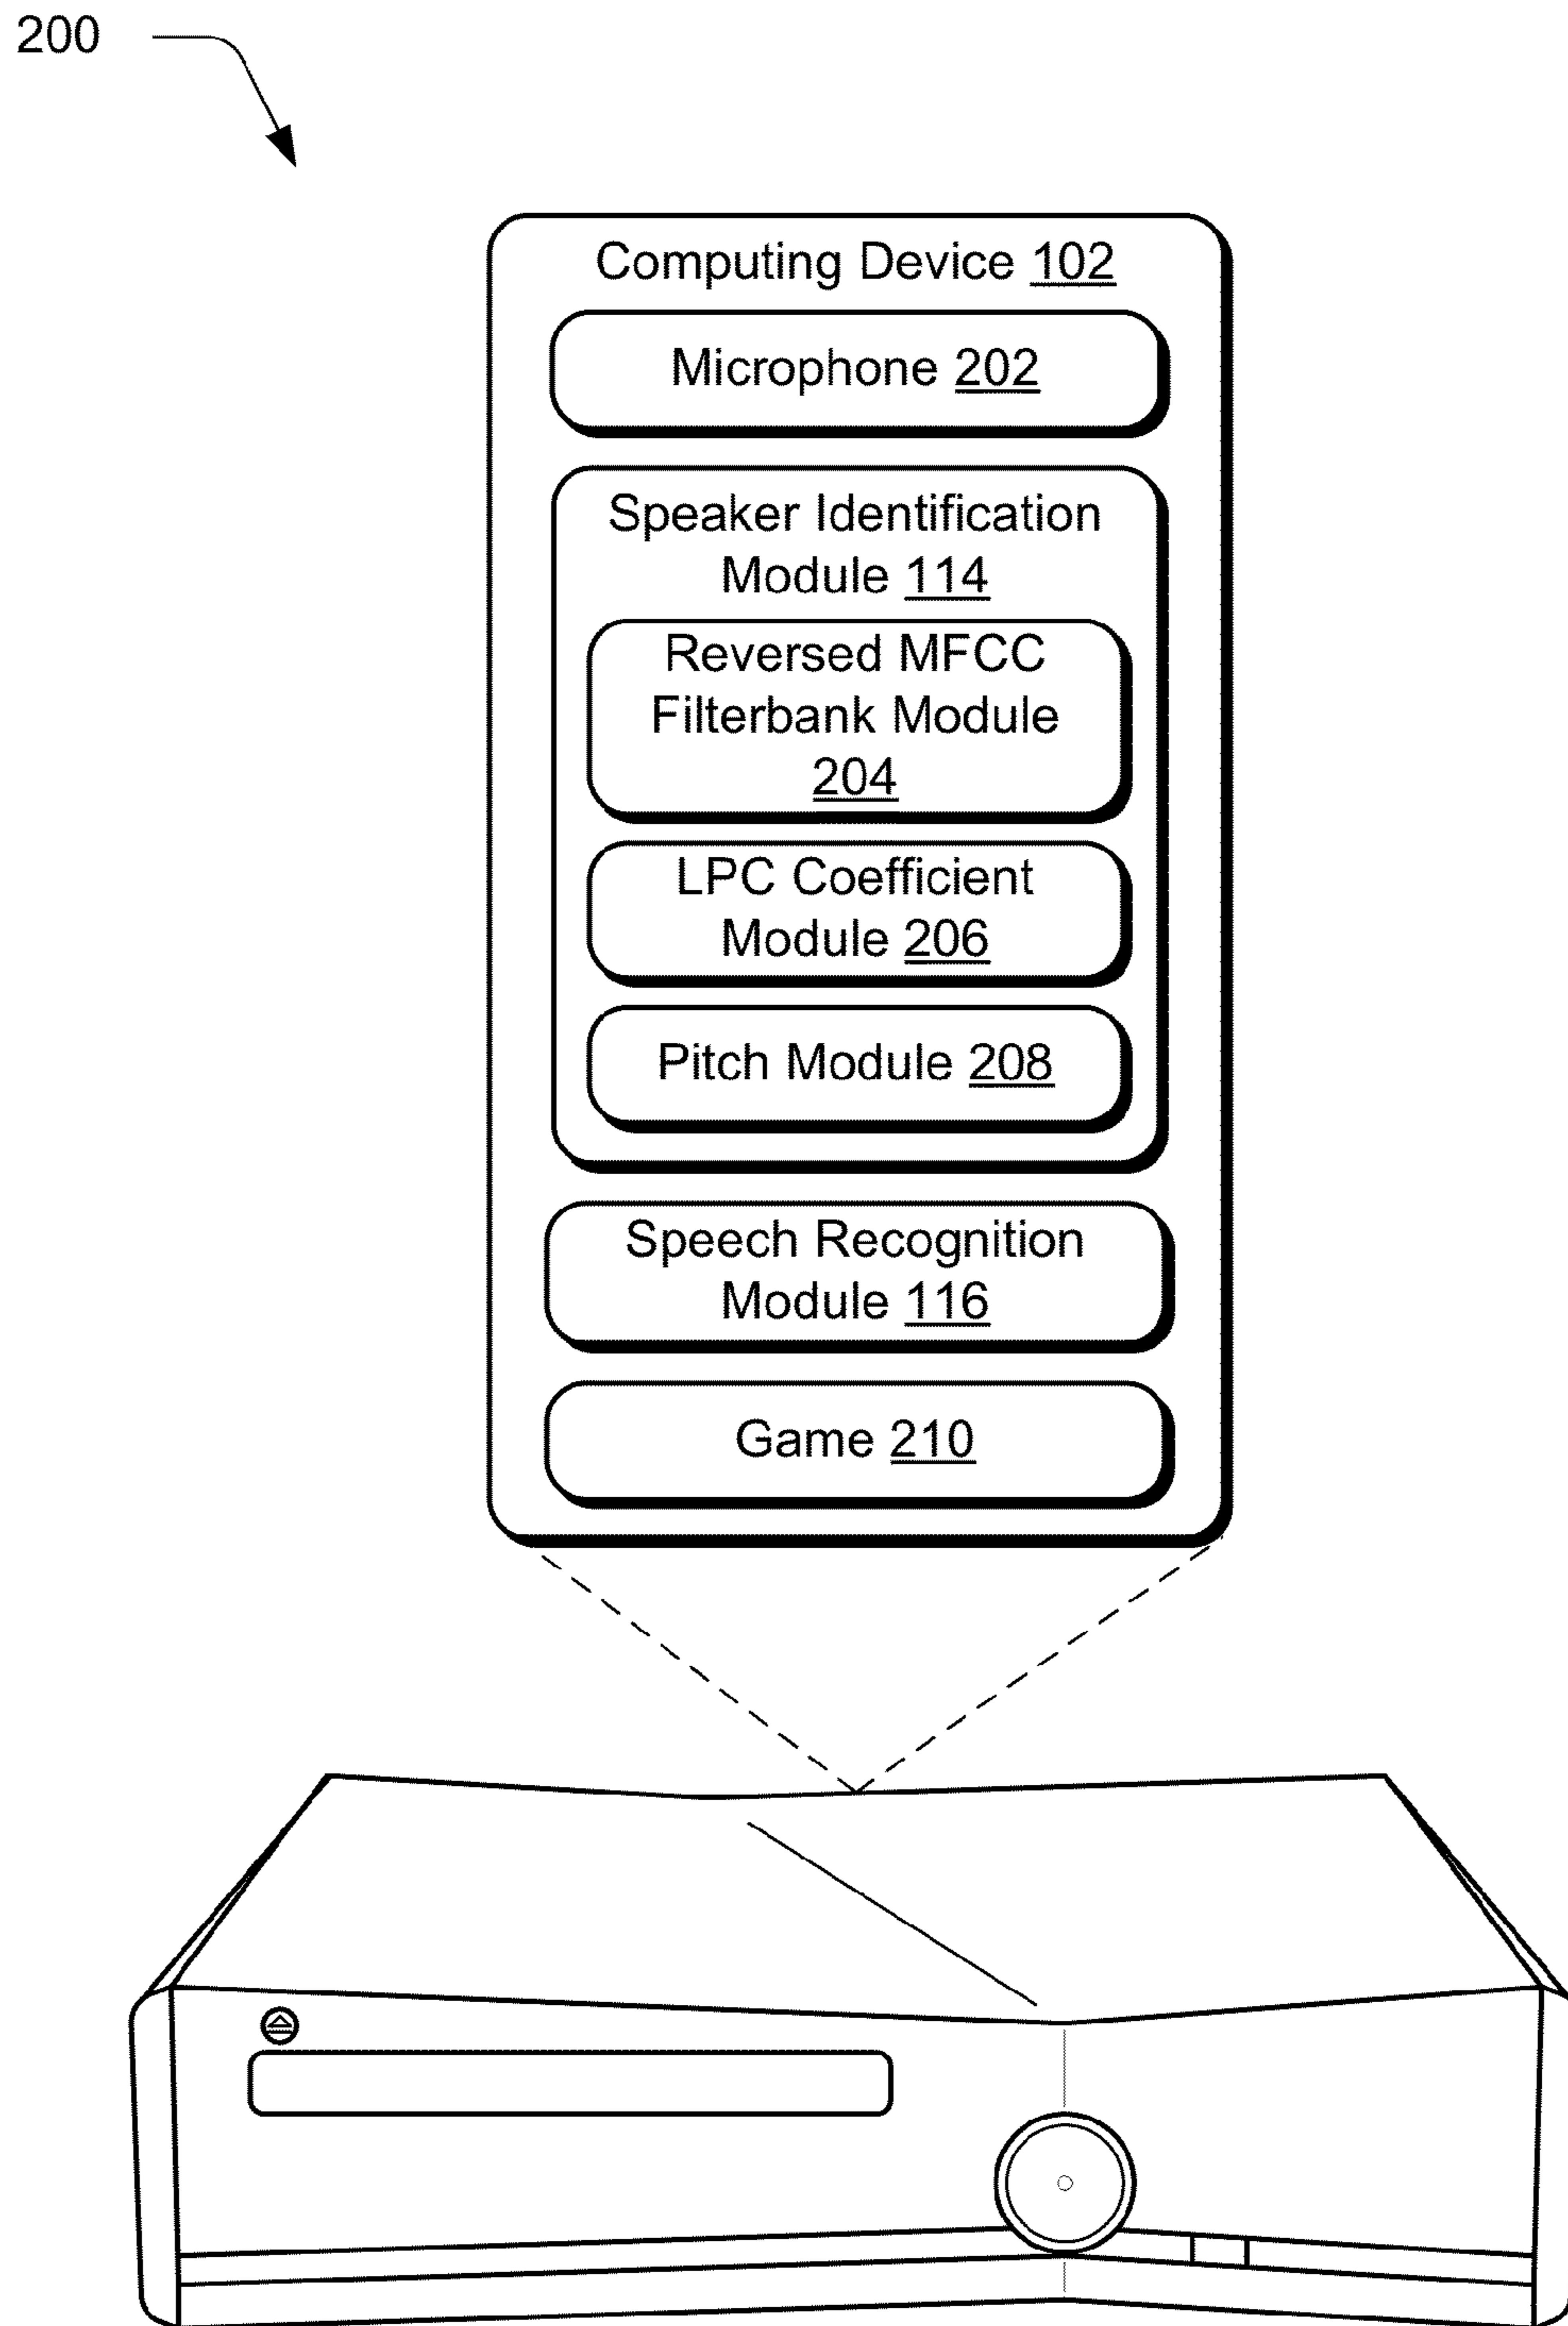 200
Computing Device 102
Microphone 202
Speaker Identification
Module 114
Reversed MFCC
Filterbank Module
204
LPC Coefficient
Module 206
Pitch Module 208
Speech Recognition
Module 116
Game 210